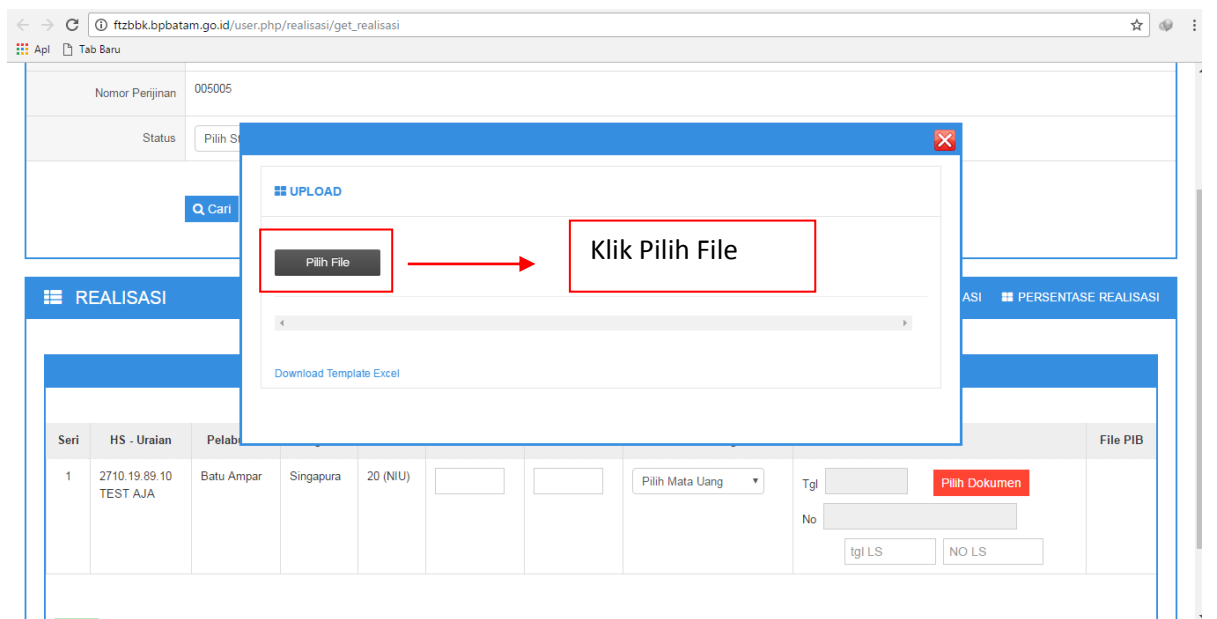 ftzbbk.bpbatam.go.id/user.php/realisasi/get_realisasi
Apl Tab Baru
Nomor Perijinan 005005
Status Pilih
UPLOAD
Cari
Pilih File
Klik Pilih File
REALISASI
PERSENTASE REALISASI
Download Template Excel
Seri HS - Uraian File PIB
1 2710.19.89.10 Batu Ampar Singapura 20 (NIU) Pilih Mata Uang Tgl Pilih Dokumen
TEST AJA
No
tgl LS NO LS